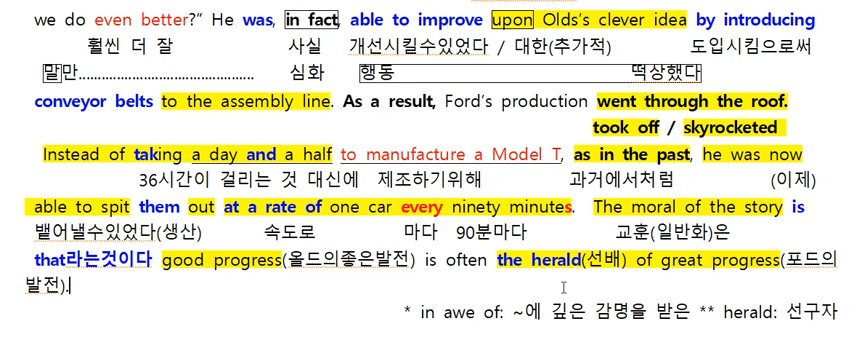 we do even better?” He was, in fact, able to improve upon Olds’s clever idea by introducing
훨씬 더 잘 사실 개선시킬수있었다 / 대한(추가적) 도입시킴으로써
말만................................................ 심화 행동 떡상했다
conveyor belts to the assembly line. As a result, Ford’s production went through the roof.
took off / skyrocketed
Instead of taking a day and a half to manufacture a Model T, as in the past, he was now
36시간이 걸리는 것 대신에 제조하기위해 과거에서처럼 (이제)
able to spit them out at a rate of one car every ninety minutes. The moral of the story is
뱉어낼수있었다(생산) 속도로 마다 90분마다 교훈(일반화)은
that라는것이다 good progress(올드의좋은발전) is often the herald(선배) of great progress(포드의
발전).
* in awe of: ~에 깊은 감명을 받은 ** herald: 선구자